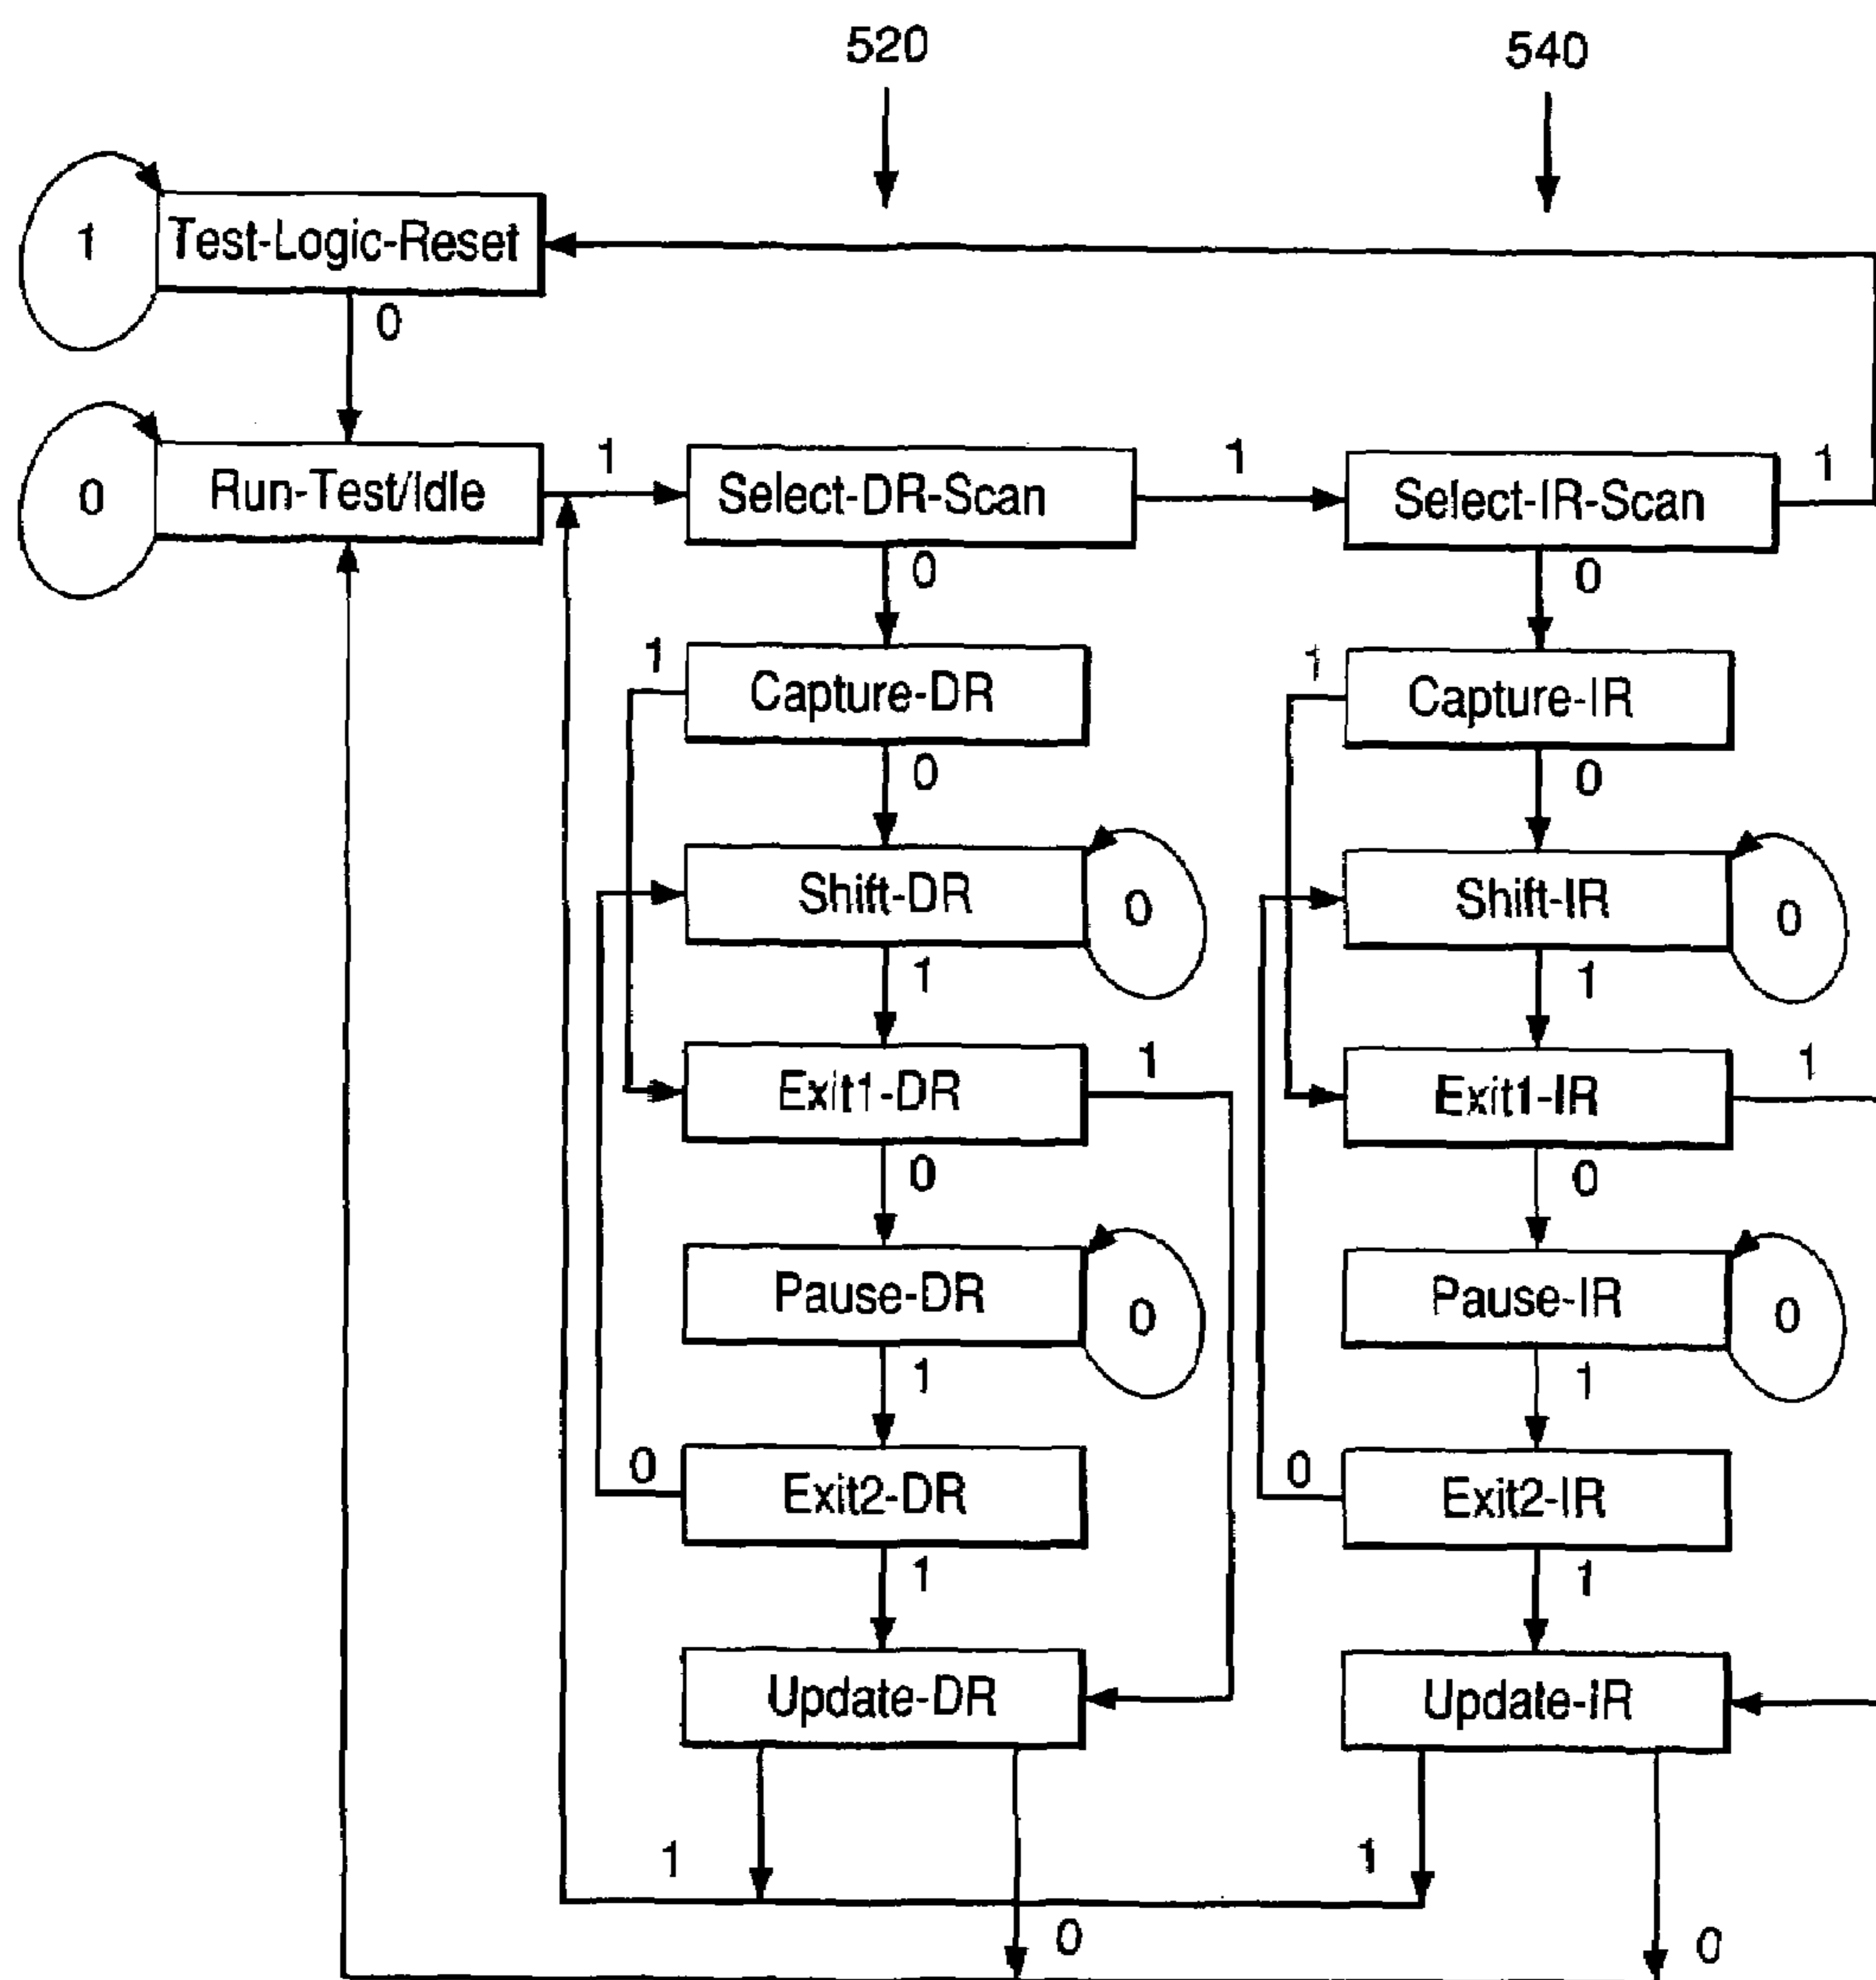 520 540
1 Test-Logic-Reset
0
0 Run-Test/Idle 1 Select-DR-Scan 1 Select-IR-Scan 1
0 0
1 Capture-DR 1 Capture-IR
0 0
Shift-DR 0 Shift-IR 0
1 1
Exit1-DR 1 Exit1-IR 1
0 0
Pause-DR 0 Pause-IR 0
1 1
0 Exit2-DR 0 Exit2-IR
1 1
Update-DR Update-IR
1 1
0 0